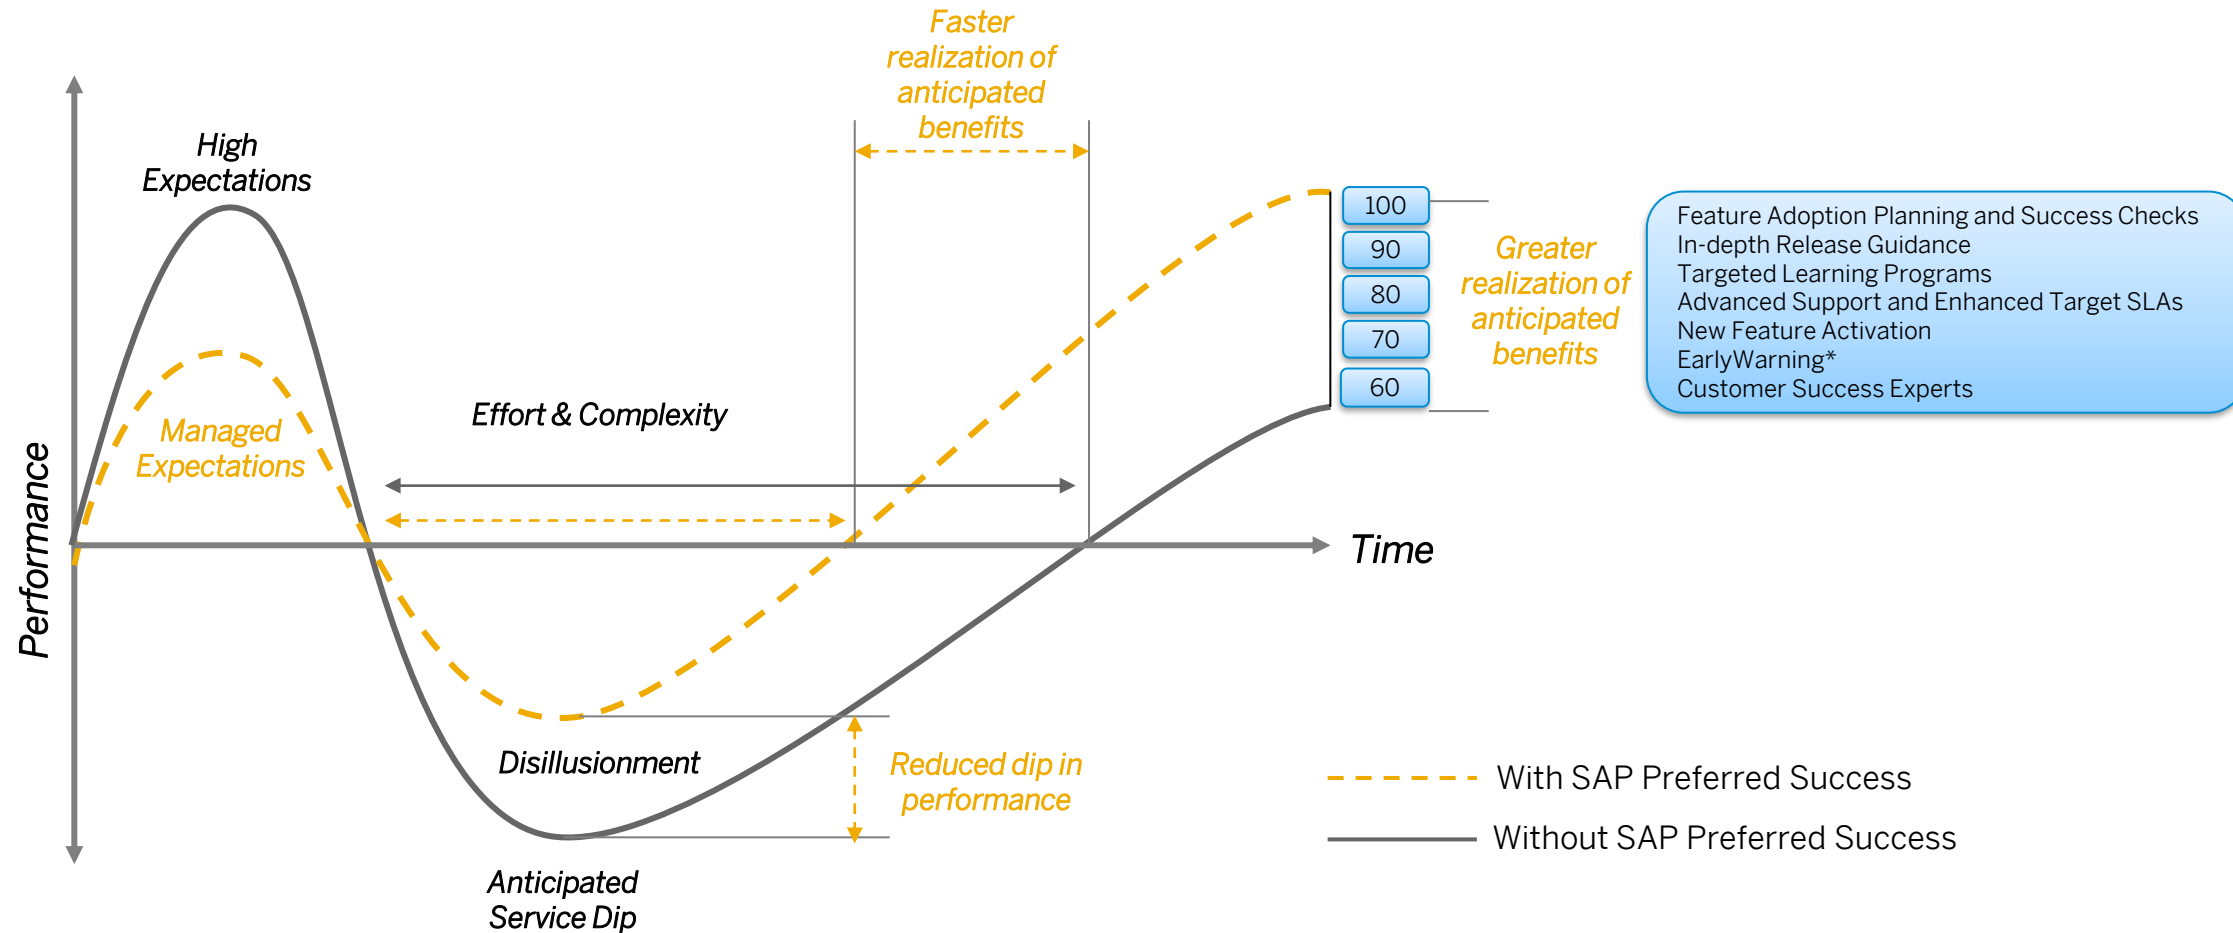 Faster
realization of
anticipated
benefits
High
Expectations
Managed
Expectations
Effort & Complexity
Performance
Time
100
90
80
70
60
Greater
realization of
anticipated
benefits
Feature Adoption Planning and Success Checks
In-depth Release Guidance
Targeted Learning Programs
Advanced Support and Enhanced Target SLAs
New Feature Activation
EarlyWarning*
Customer Success Experts
Disillusionment
Reduced dip in
performance
Anticipated
Service Dip
With SAP Preferred Success
Without SAP Preferred Success